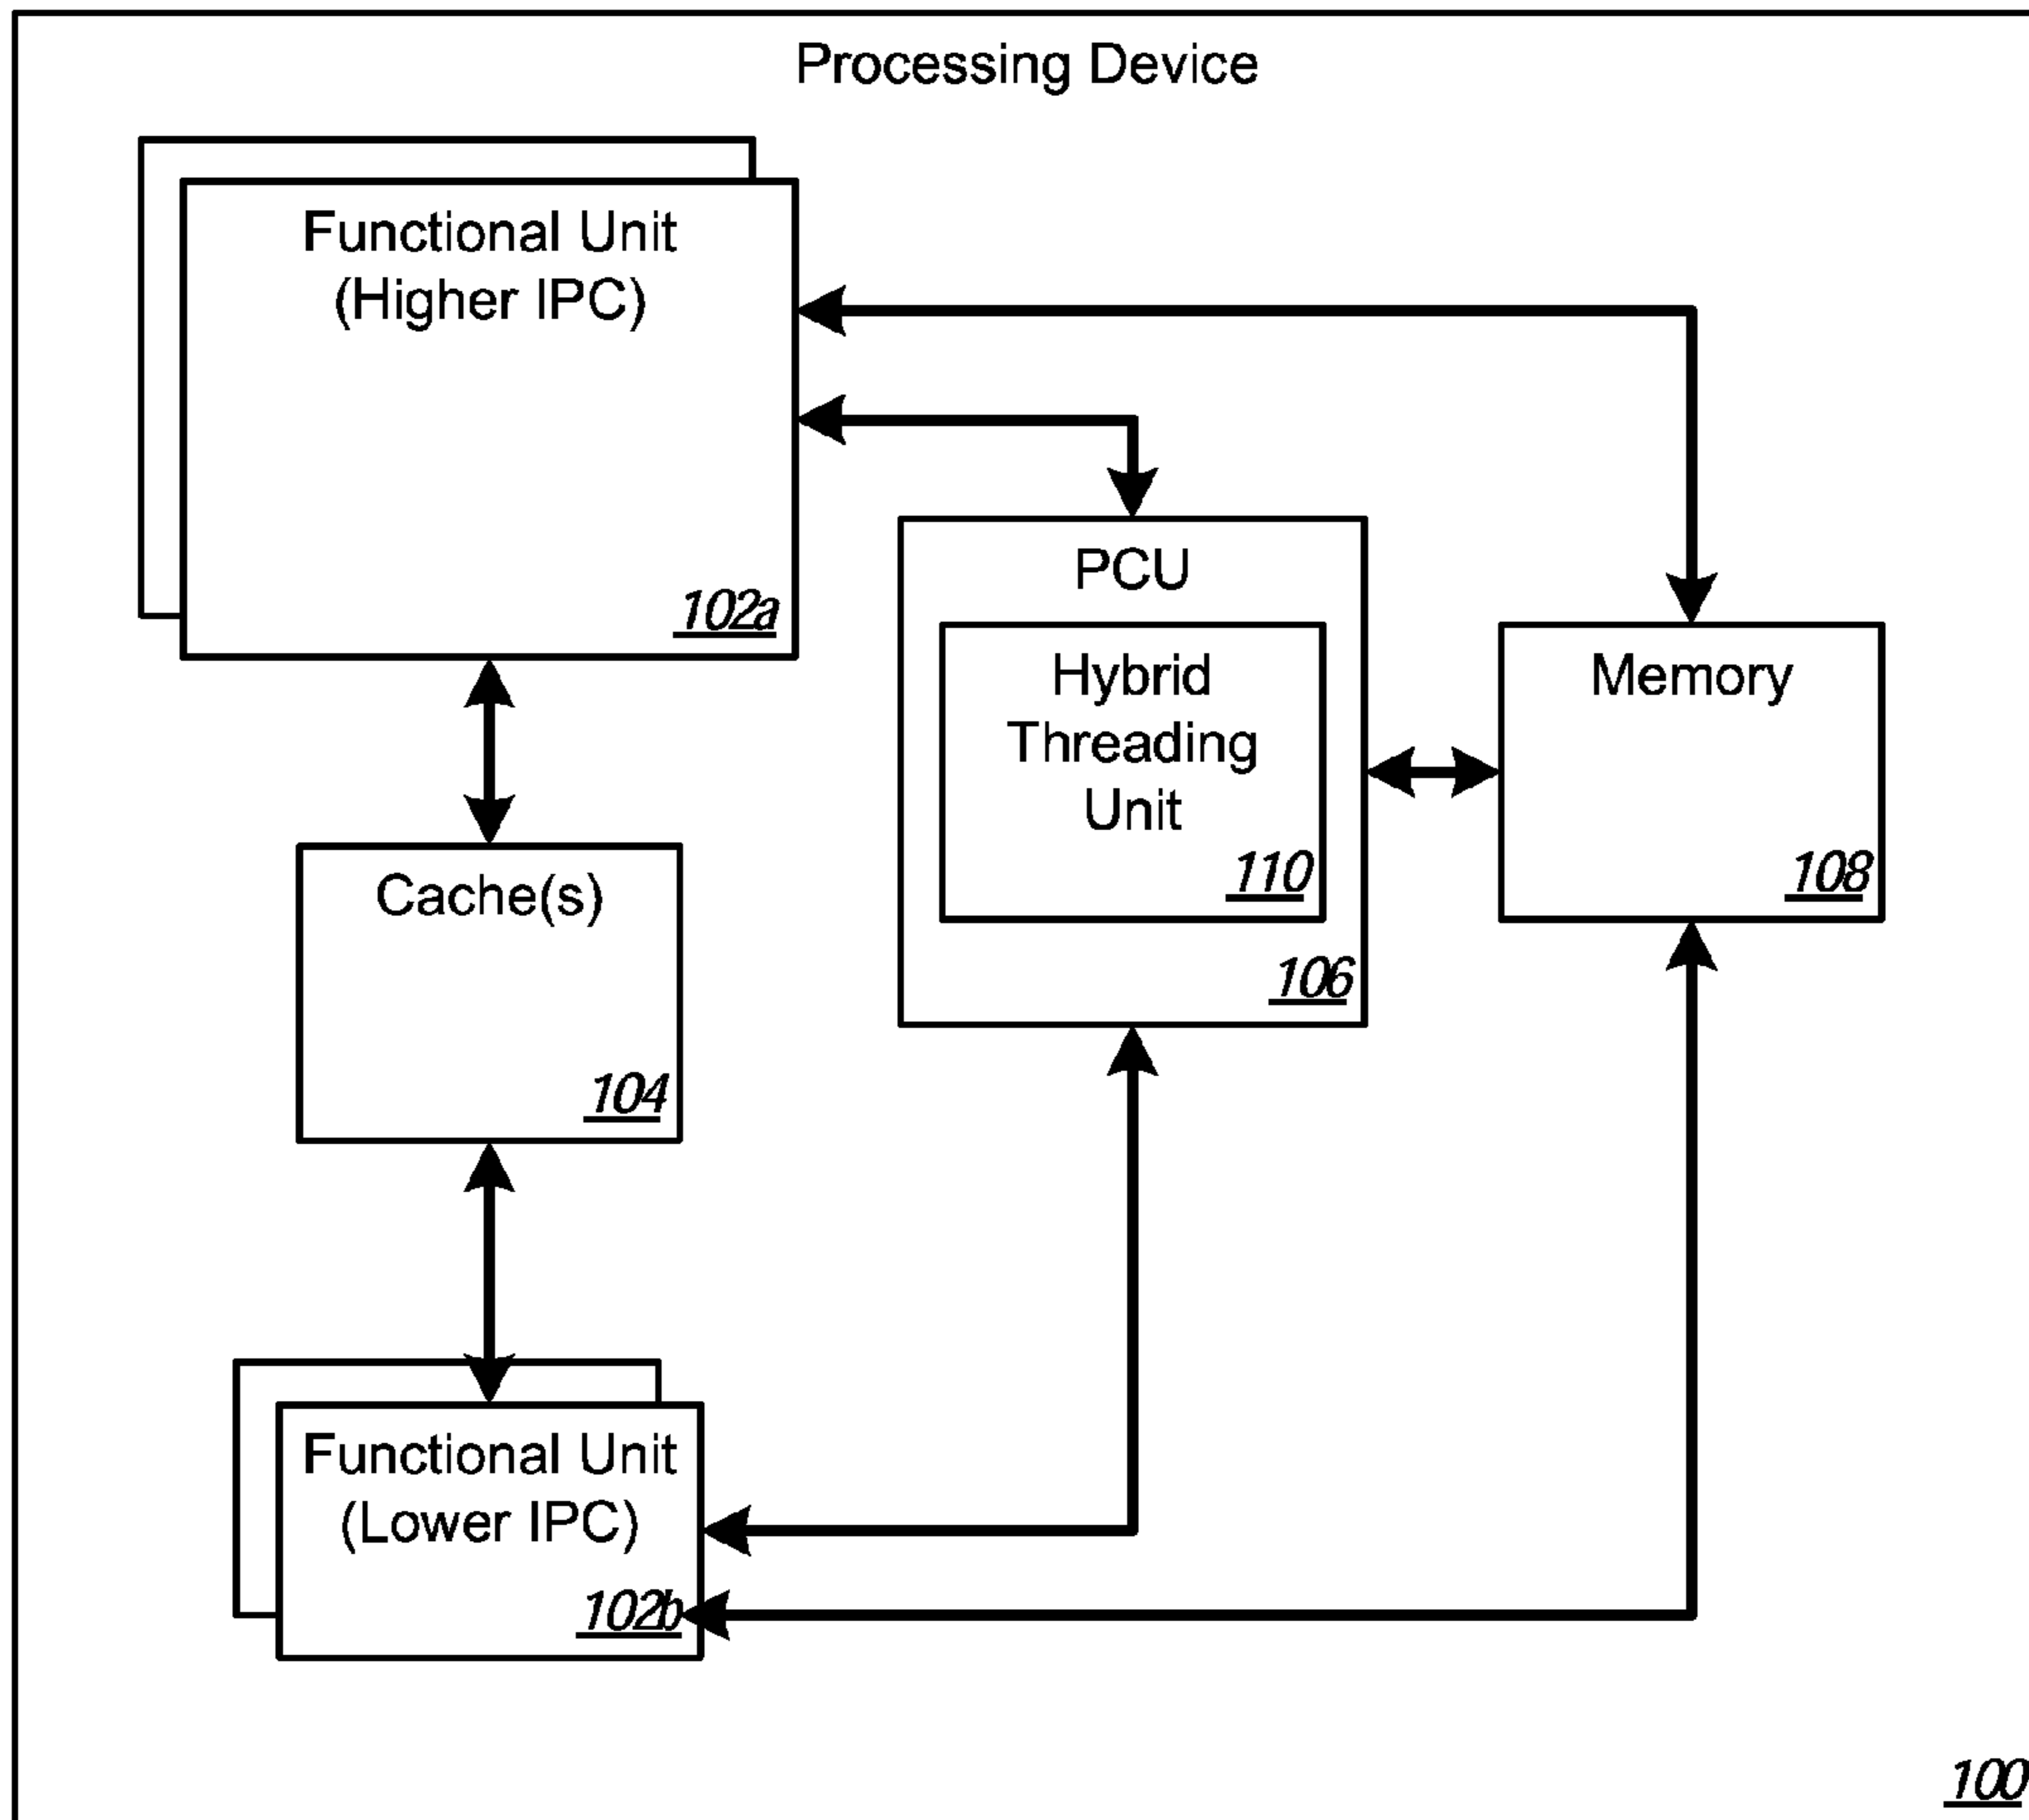 Processing Device
Functional Unit
(Higher IPC)
102a
PCU
Hybrid
Threading
Unit
110
106
Memory
108
Cache(s)
104
Functional Unit
(Lower IPC)
102b
100